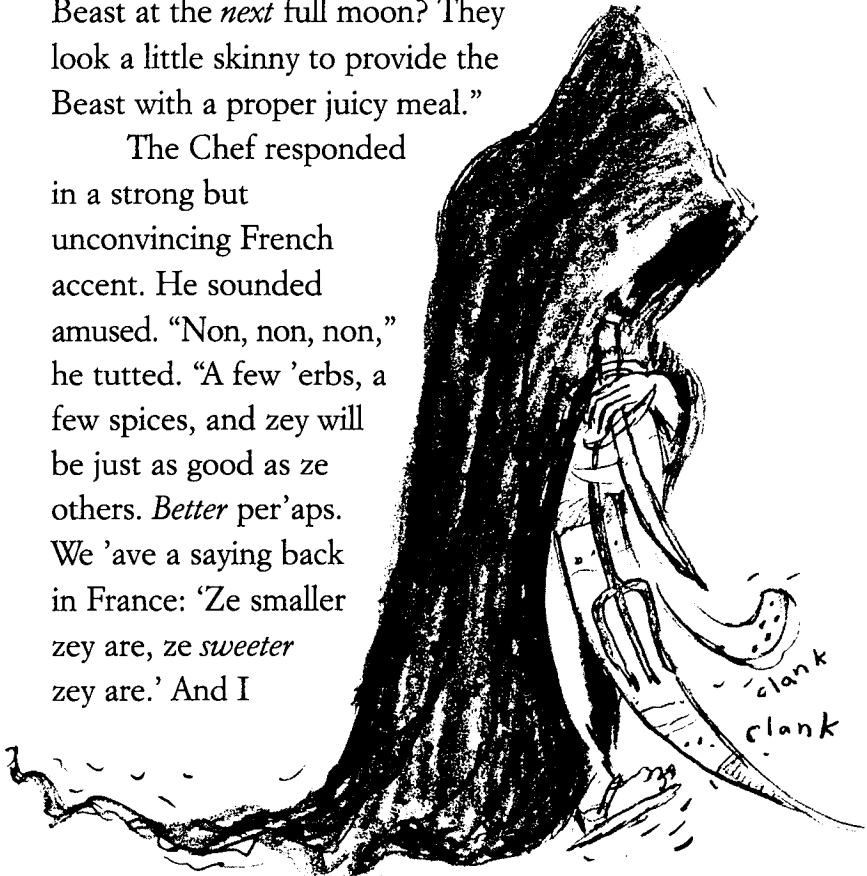 Beast at the next full moon? They
look a little skinny to provide the
Beast with a proper juicy meal.”
The Chef responded
in a strong but
unconvincing French
accent. He sounded
amused. “Non, non, non,”
he tutted. “A few ’erbs, a
few spices, and zey will
be just as good as ze
others. Better per’aps.
We ’ave a saying back
in France: ‘Ze smaller
zey are, ze sweeter
zey are.’ And I
clank
clank